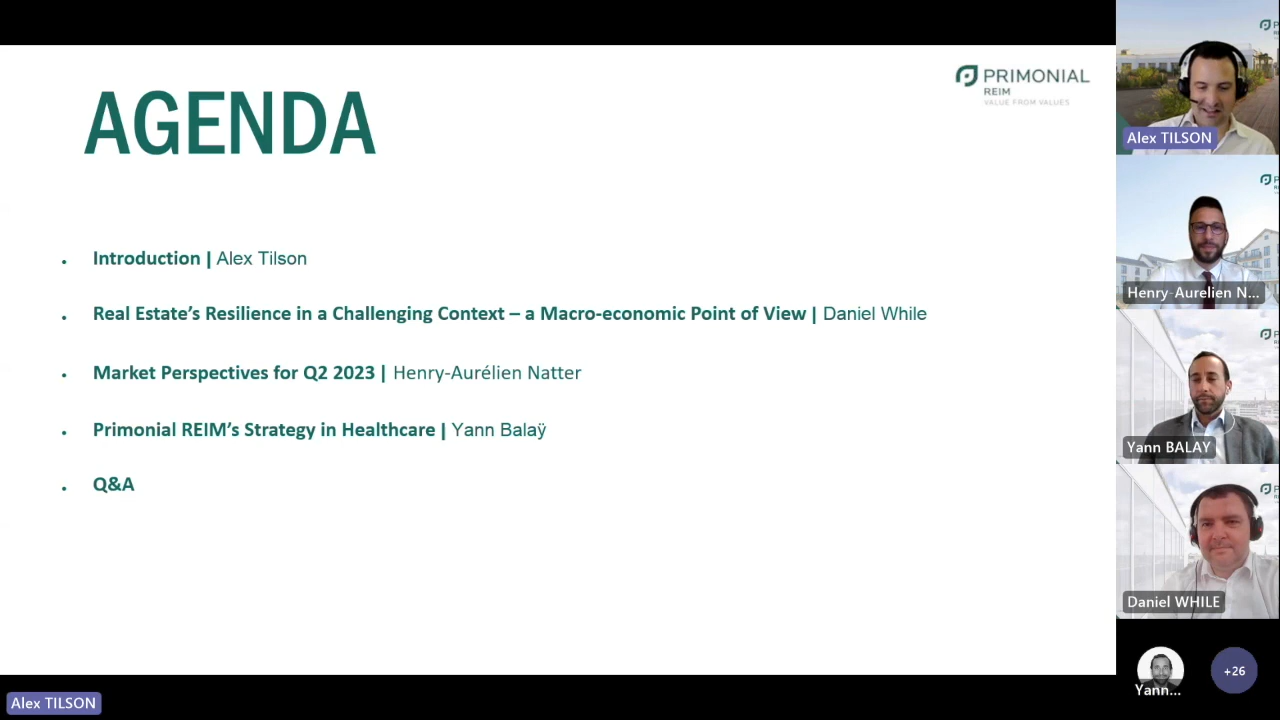 AGENDA
PRIMONIAL
REIM
VALUE FROM VALUES
Introduction | Alex Tilson
Real Estate’s Resilience in a Challenging Context – a Macro-economic Point of View | Daniel While
Market Perspectives for Q2 2023 | Henry-Aurélien Natter
Primonial REIM’s Strategy in Healthcare | Yann Balaÿ
Q&A
Alex TILSON
Henry-Aurelien N...
Yann BALAY
Daniel WHILE
Yann...
+26
Alex TILSON